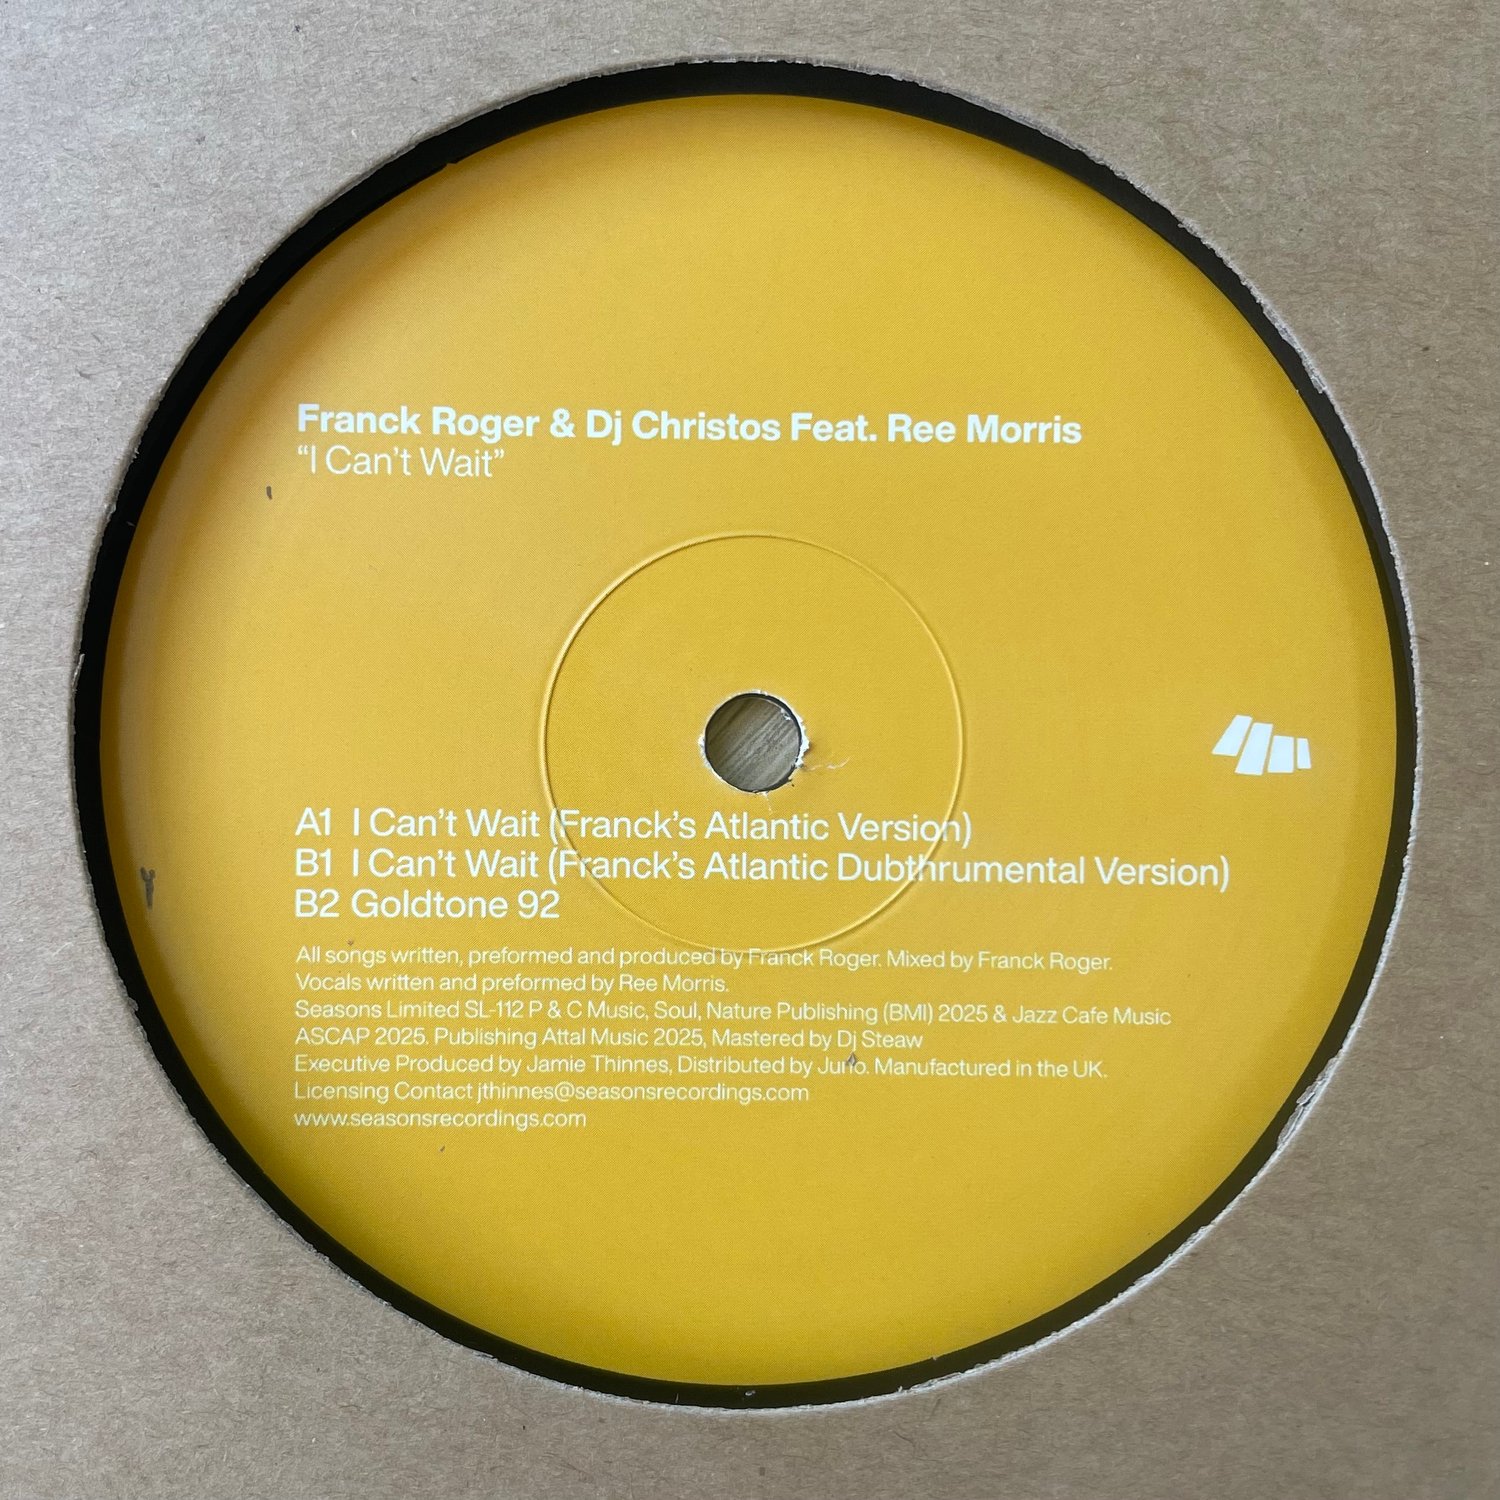 Franck Roger & Dj Christos Feat. Ree Morris
“I Can’t Wait”
A1 I Can’t Wait (Franck’s Atlantic Version)
B1 I Can’t Wait (Franck’s Atlantic Dubthrumental Version)
B2 Goldtone 92
All songs written, preformed and produced by Franck Roger. Mixed by Franck Roger.
Vocals written and preformed by Ree Morris.
Seasons Limited SL-112 P & C Music, Soul, Nature Publishing (BMI) 2025 & Jazz Cafe Music
ASCAP 2025. Publishing Attal Music 2025, Mastered by Dj Steaw
Executive Produced by Jamie Thinnes, Distributed by Juno. Manufactured in the UK.
Licensing Contact jthinnes@seasonsrecordings.com
www.seasonsrecordings.com